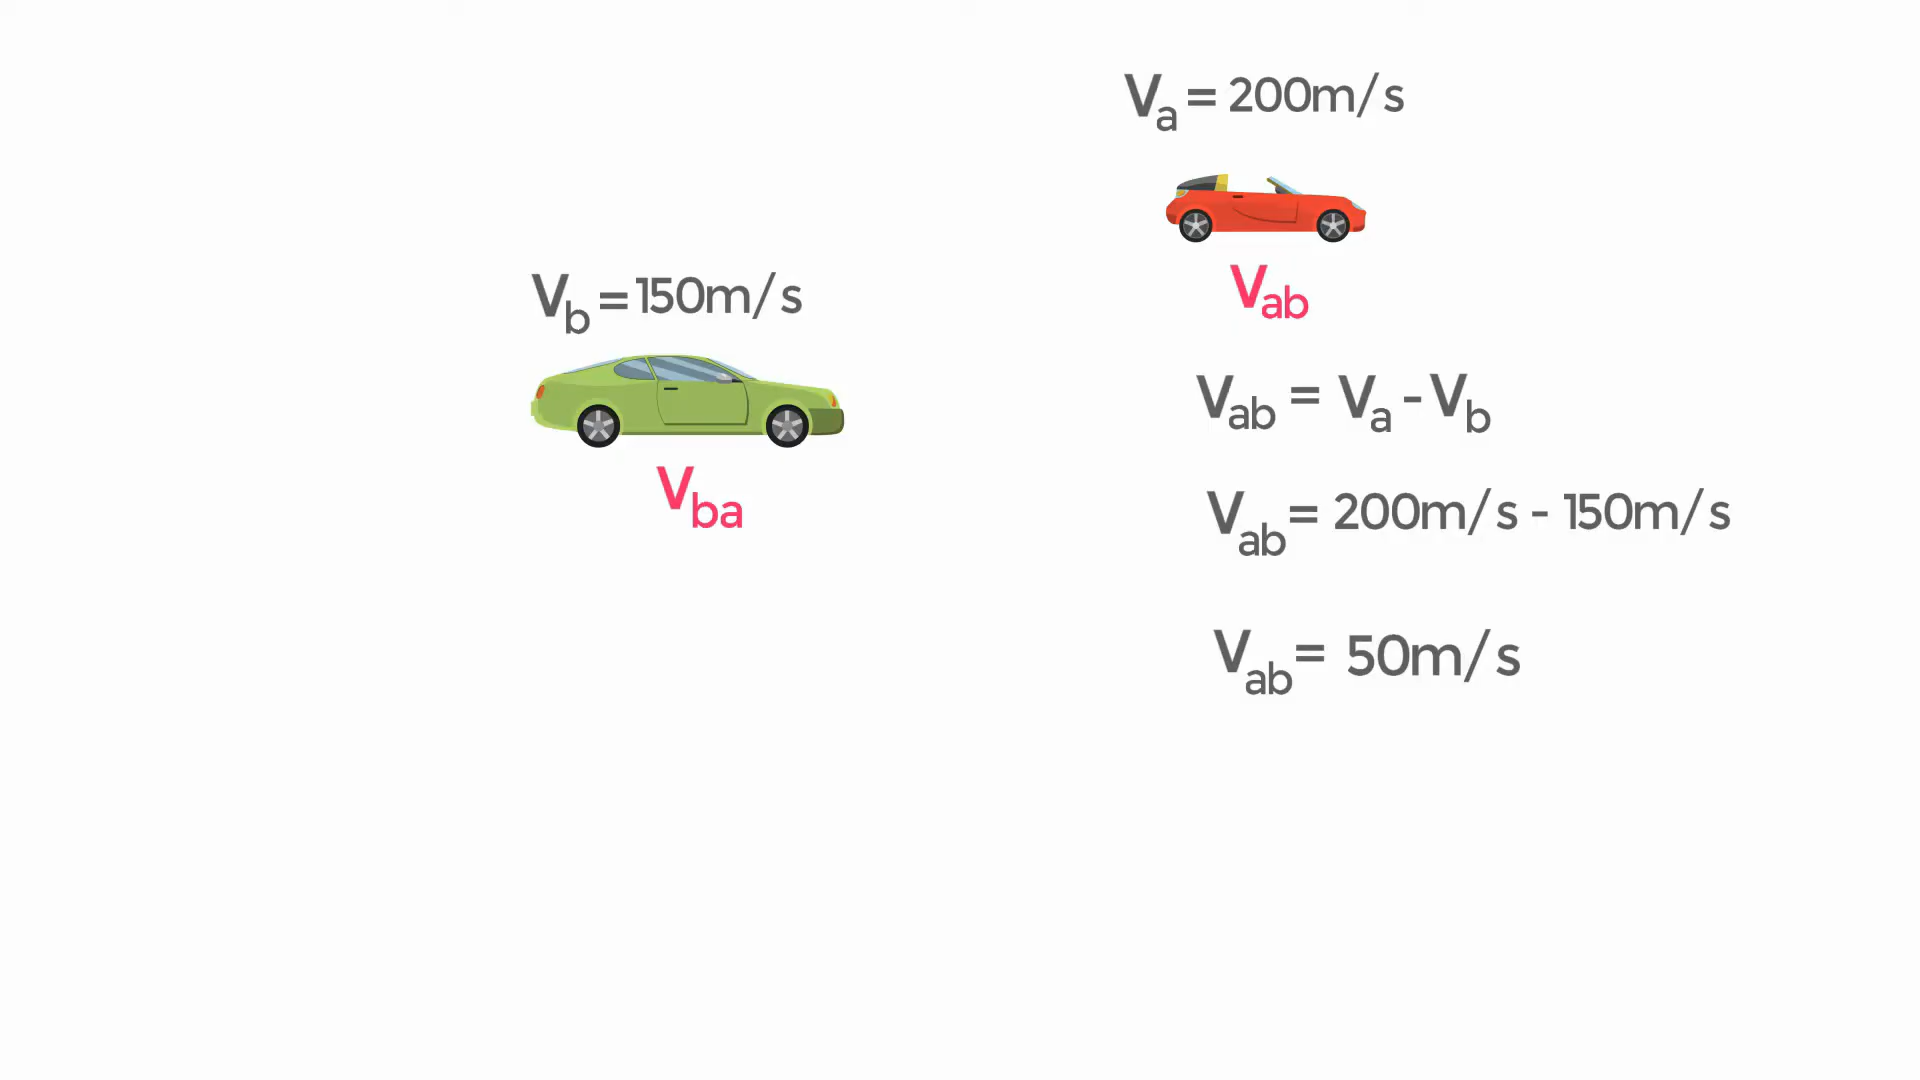 Va = 200m/s
Vb = 150m/s
Vab
Vab = Va - Vb
Vba
Vab = 200m/s - 150m/s
Vab = 50m/s